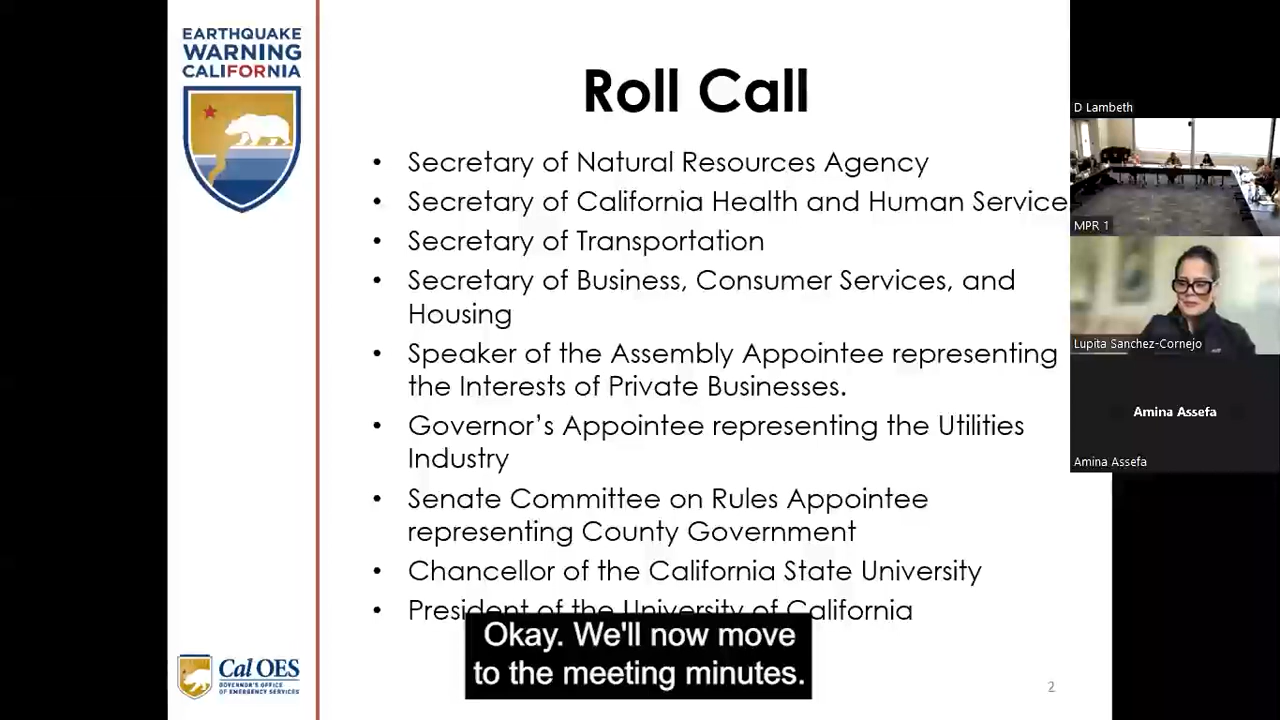 EARTHQUAKE
WARNING
CALIFORNIA
Roll Call
• Secretary of Natural Resources Agency
• Secretary of California Health and Human Service
• Secretary of Transportation
• Secretary of Business, Consumer Services, and
Housing
• Speaker of the Assembly Appointee representing
the Interests of Private Businesses.
• Governor's Appointee representing the Utilities
Industry
• Senate Committee on Rules Appointee
representing County Government
• Chancellor of the California State University
• President of the University of California
Okay. We'll now move
to the meeting minutes.
Cal OES
GOVERNOR'S OFFICE
OF EMERGENCY SERVICES
2
D Lambeth
MPR 1
Lupita Sanchez-Cornejo
Amina Assefa
Amina Assefa